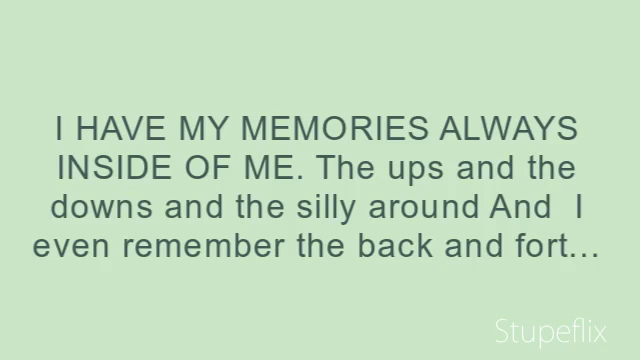 I HAVE MY MEMORIES ALWAYS
INSIDE OF ME. The ups and the
downs and the silly around And  I
even remember the back and fort...
Stupeflix